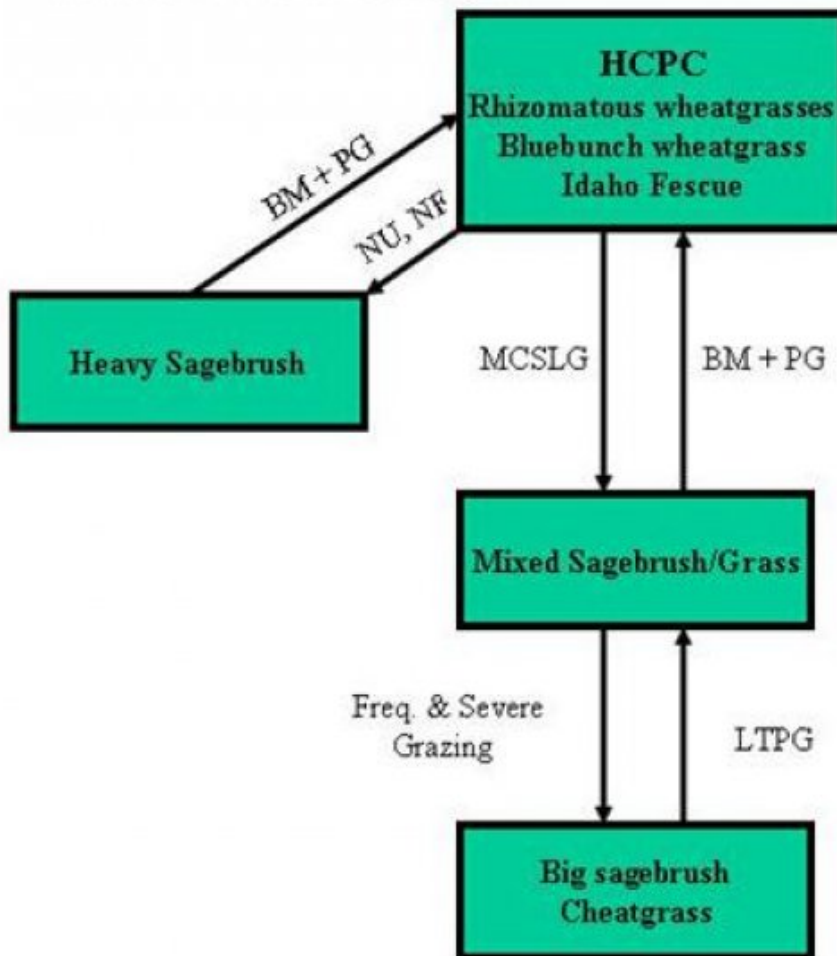 HCPC
Rhizomatous wheatgrasses
Bluebunch wheatgrass
Idaho Fescue
BM + PG
NU, NF
Heavy Sagebrush
MCSLG
BM + PG
Mixed Sagebrush/Grass
Freq. & Severe
Grazing
LTPG
Big sagebrush
Cheatgrass